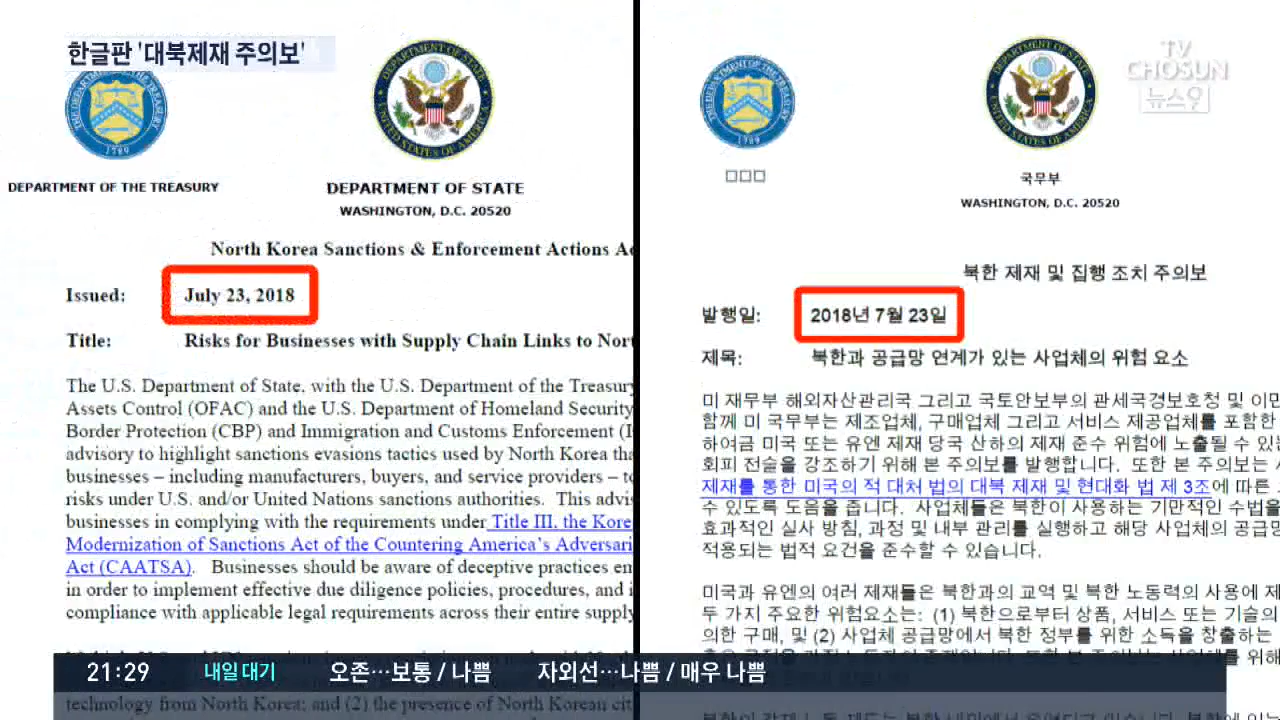 한글판 '대북제재 주의보'
DEPARTMENT OF THE TREASURY
1789
DEPARTMENT OF STATE
UNITED STATES OF AMERICA
DEPARTMENT OF THE TREASURY
DEPARTMENT OF STATE
WASHINGTON, D.C. 20520
North Korea Sanctions & Enforcement Actions
Issued: July 23, 2018
Title: Risks for Businesses with Supply Chain Links to
The U.S. Department of State, with the U.S. Department of the Treasury
Assets Control (OFAC) and the U.S. Department of Homeland Security
Border Protection (CBP) and Immigration and Customs Enforcement
advisory to highlight sanctions evasions tactics used by North Korea
businesses – including manufacturers, buyers, and service providers –
risks under U.S. and/or United Nations sanctions authorities. This
businesses in complying with the requirements under Title III, the
Modernization of Sanctions Act of the Countering America's
Act (CAATSA). Businesses should be aware of deceptive practices
in order to implement effective due diligence policies, procedures, and
compliance with applicable legal requirements across their entire supply
technology from North Korea; and (2) the presence of North Korean
TV
CHOSUN
뉴스9
DEPARTMENT OF THE TREASURY
1789
DEPARTMENT OF STATE
UNITED STATES OF AMERICA
□□□
국무부
WASHINGTON, D.C. 20520
북한 제재 및 집행 조치 주의보
발행일: 2018년 7월 23일
제목: 북한과 공급망 연계가 있는 사업체의 위험 요소
미 재무부 해외자산관리국 그리고 국토안보부의 관세국경보호청 및
함께 미 국무부는 제조업체, 구매업체 그리고 서비스 제공업체를 포함한
하여금 미국 또는 유엔 제재 당국 산하의 제재 준수 위험에 노출될 수 있는
회피 전술을 강조하기 위해 본 주의보를 발행합니다. 또한 본 주의보는
제재를 통한 미국의 적 대처 법의 대북 제재 및 현대화 법 제 3조에 따른
수 있도록 도움을 줍니다. 사업체들은 북한이 사용하는 기만적인 수법을
효과적인 실사 방침, 과정 및 내부 관리를 실행하고 해당 사업체의 공급망
적용되는 법적 요건을 준수할 수 있습니다.
미국과 유엔의 여러 제재들은 북한과의 교역 및 북한 노동력의 사용에
두 가지 주요한 위험요소는: (1) 북한으로부터 상품, 서비스 또는 기술의
의한 구매, 및 (2) 사업체 공급망에서 북한 정부를 위한 소득을 창출하는
21:29 내일 대기 오존…보통 / 나쁨 자외선…나쁨 / 매우 나쁨